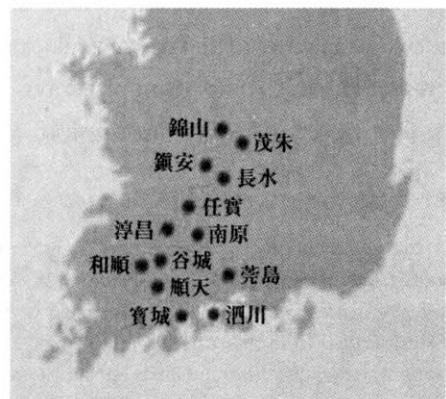 錦山
茂朱
鎭安
長水
任實
淳昌
南原
和順
谷城
莞島
順天
寶城
泗川